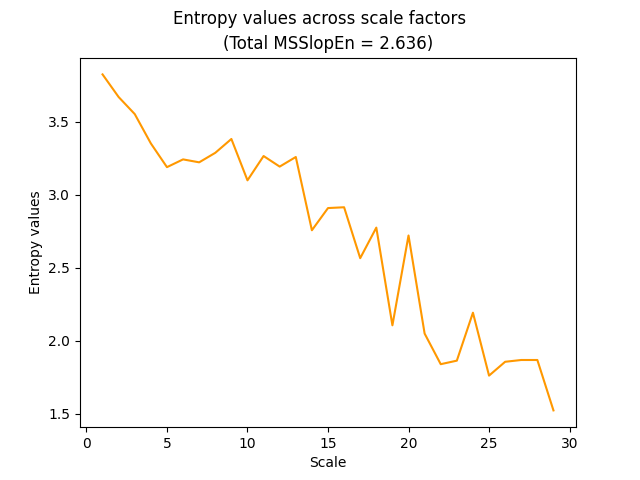 Entropy values across scale factors
(Total MSSlopEn = 2.636)
Entropy values
3.5
3.0
2.5
2.0
1.5
0 5 10 15 20 25 30
Scale